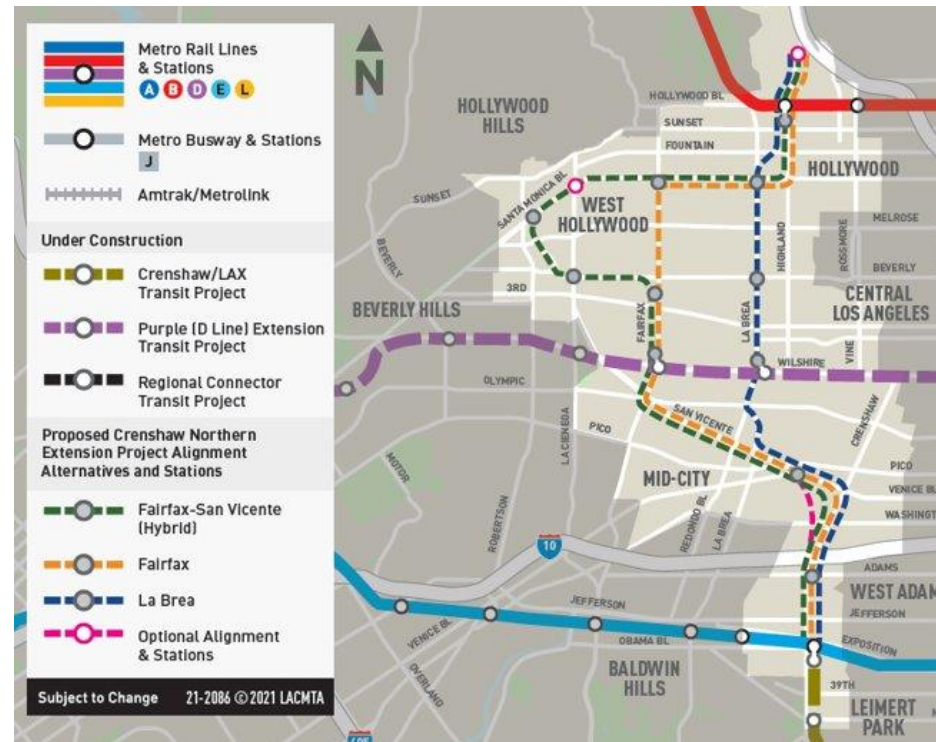 Metro Rail Lines
& Stations
A B D E L
Metro Busway & Stations
J
Amtrak/Metrolink
Under Construction
Crenshaw/LAX
Transit Project
Purple (D Line) Extension
Transit Project
Regional Connector
Transit Project
Proposed Crenshaw Northern
Extension Project Alignment
Alternatives and Stations
Fairfax-San Vicente
(Hybrid)
Fairfax
La Brea
Optional Alignment
& Stations
Subject to Change 21-2086 © 2021 LACMTA
N
HOLLYWOOD
HILLS
HOLLYWOOD BL
SUNSET
FOUNTAIN
HOLLYWOOD
SANTA MONICA BL
SUNSET
WEST
HOLLYWOOD
MELROSE
HIGHLAND
ROSSMORE
BEVERLY
BEVERLY
3RD
BEVERLY HILLS
CENTRAL
LOS ANGELES
FAIRFAX
LA BREA
VINE
WILSHIRE
OLYMPIC
SAN VICENTE
CRENSHAW
LA CIENEGA
PICO
PICO
MOTOR
MID-CITY
VENICE BL
WASHINGT
ROBERTSON
REDONDO BL
LA BREA
10
ADAMS
WEST ADAM
JEFFERSON
JEFFERSON
VENICE BL
OBAMA BL
EXPOSITION
OVERLAND
BALDWIN
HILLS
39TH
LEIMERT
PARK